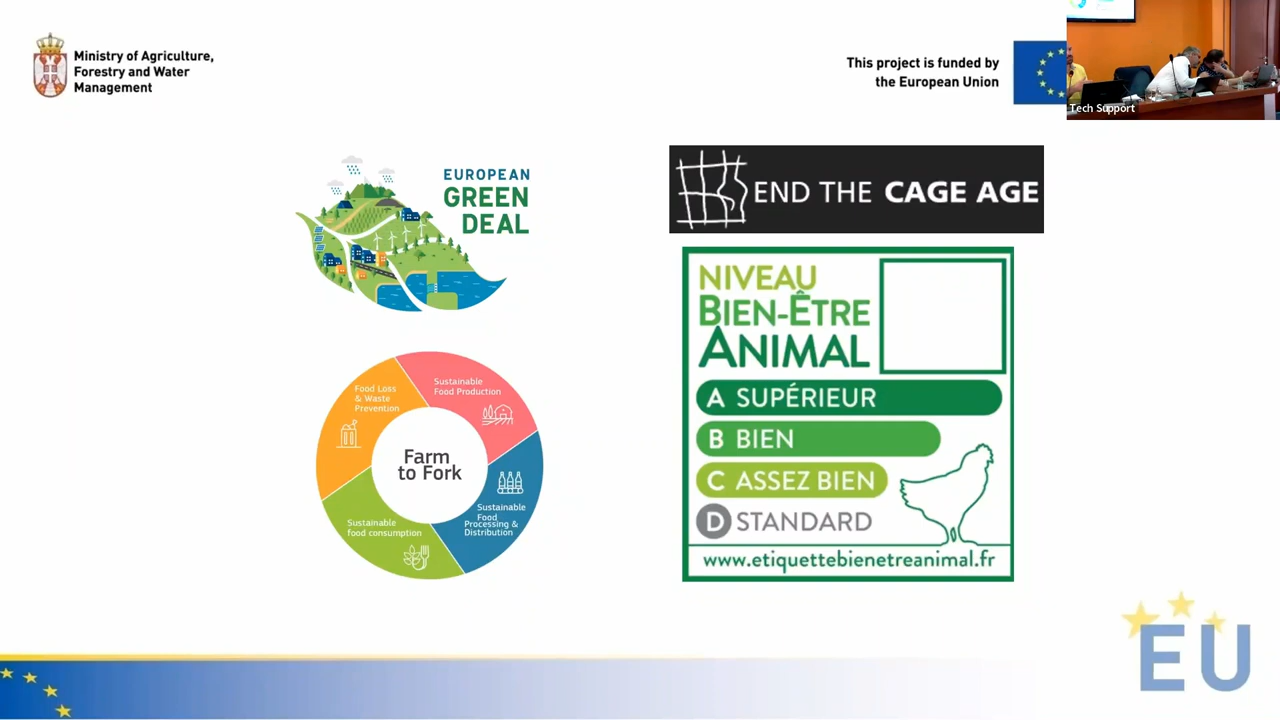 Ministry of Agriculture,
Forestry and Water
Management
This project is funded by
the European Union
Tech Support
EUROPEAN
GREEN
DEAL
END THE CAGE AGE
Food Loss
& Waste
Prevention
Sustainable
Food Production
Farm
to Fork
Sustainable
Food
Processing &
Distribution
Sustainable
food consumption
NIVEAU
BIEN-ÊTRE
ANIMAL
A SUPÉRIEUR
B BIEN
C ASSEZ BIEN
D STANDARD
www.etiquettebienetreanimal.fr
EU